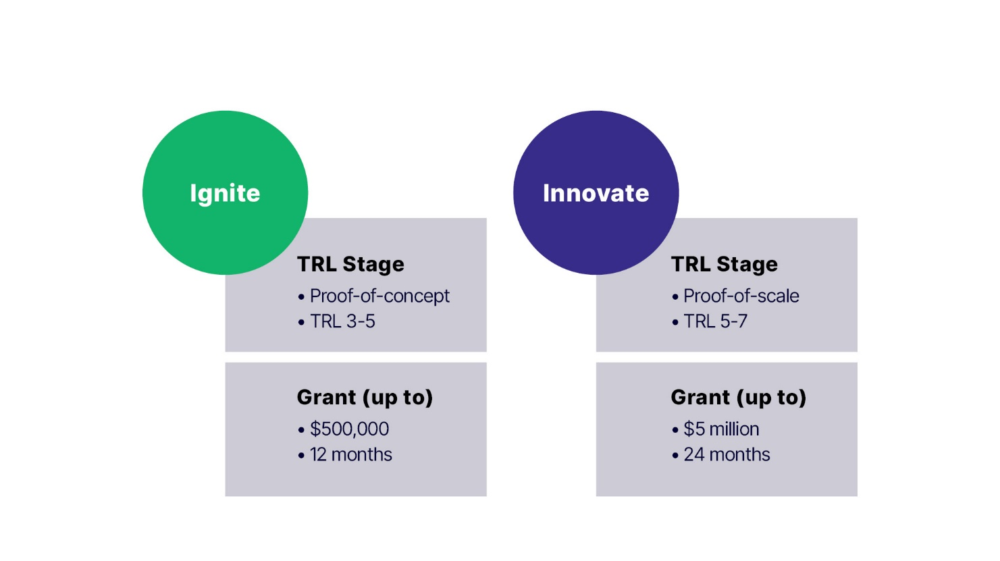 Ignite
TRL Stage
• Proof-of-concept
• TRL 3-5
Grant (up to)
• $500,000
• 12 months
Innovate
TRL Stage
• Proof-of-scale
• TRL 5-7
Grant (up to)
• $5 million
• 24 months